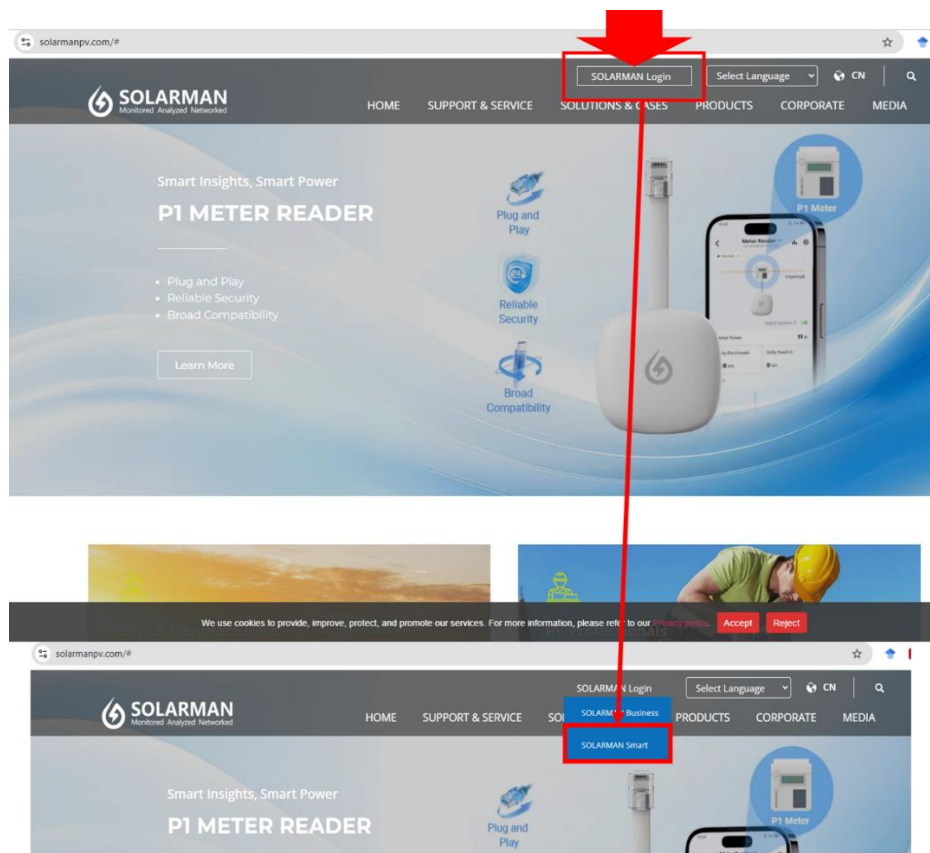 solarmanpv.com/#
SOLARMAN Login
Select Language
CN
SOLARMAN
Monitored Analyzed Networked
HOME SUPPORT & SERVICE SOLUTIONS & CASES PRODUCTS CORPORATE MEDIA
Smart Insights, Smart Power
P1 METER READER
• Plug and Play
• Reliable Security
• Broad Compatibility
Learn More
Plug and
Play
Reliable
Security
Broad
Compatibility
P1 Meter
Meter Reader
We use cookies to provide, improve, protect, and promote our services. For more information, please refer to our Privacy policy. Accept Reject
solarmanpv.com/#
SOLARMAN Login
Select Language
CN
SOLARMAN
Monitored Analyzed Networked
HOME SUPPORT & SERVICE SO PRODUCTS CORPORATE MEDIA
SOLARMAN Business
SOLARMAN Smart
Smart Insights, Smart Power
P1 METER READER
Plug and
Play
P1 Meter